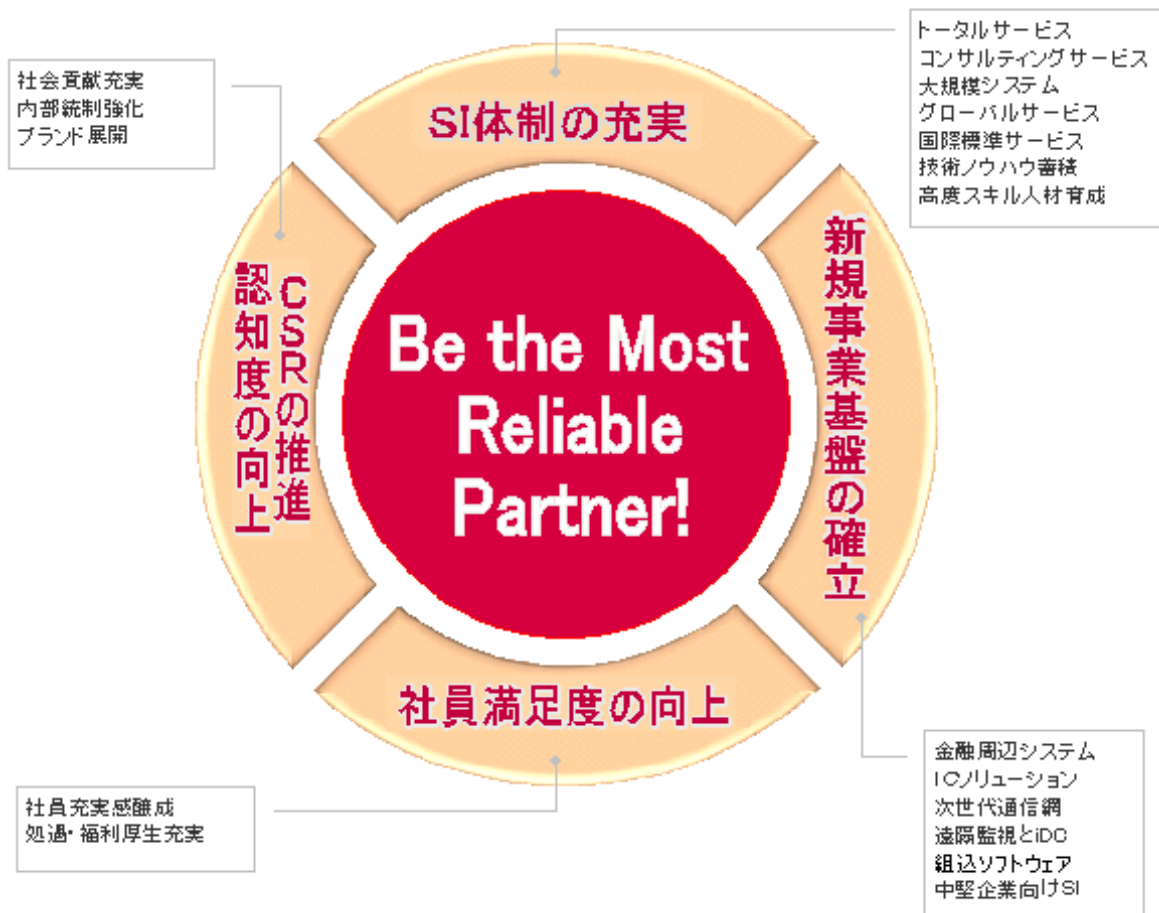 社会貢献充実
内部統制強化
ブランド展開
トータルサービス
コンサルティングサービス
大規模システム
グローバルサービス
国際標準サービス
技術ノウハウ蓄積
高度スキル人材育成
SI体制の充実
新規事業基盤の確立
CSRの推進
認知度の向上
Be the Most
Reliable
Partner!
社員満足度の向上
社員充実感醸成
処遇・福利厚生充実
金融周辺システム
ICソリューション
次世代通信網
遠隔監視とiDC
組込ソフトウェア
中堅企業向けSI